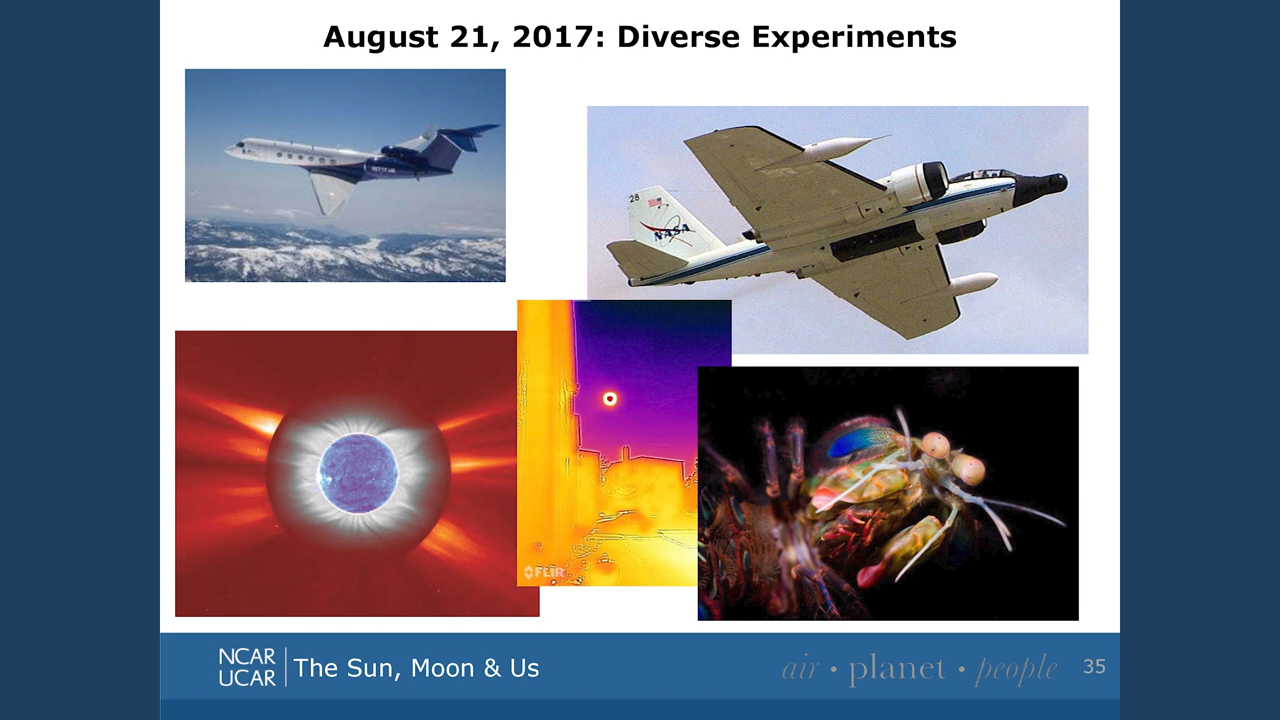 August 21, 2017: Diverse Experiments
28
NASA
FLIR
NCAR
UCAR
The Sun, Moon & Us
air • planet • people
35